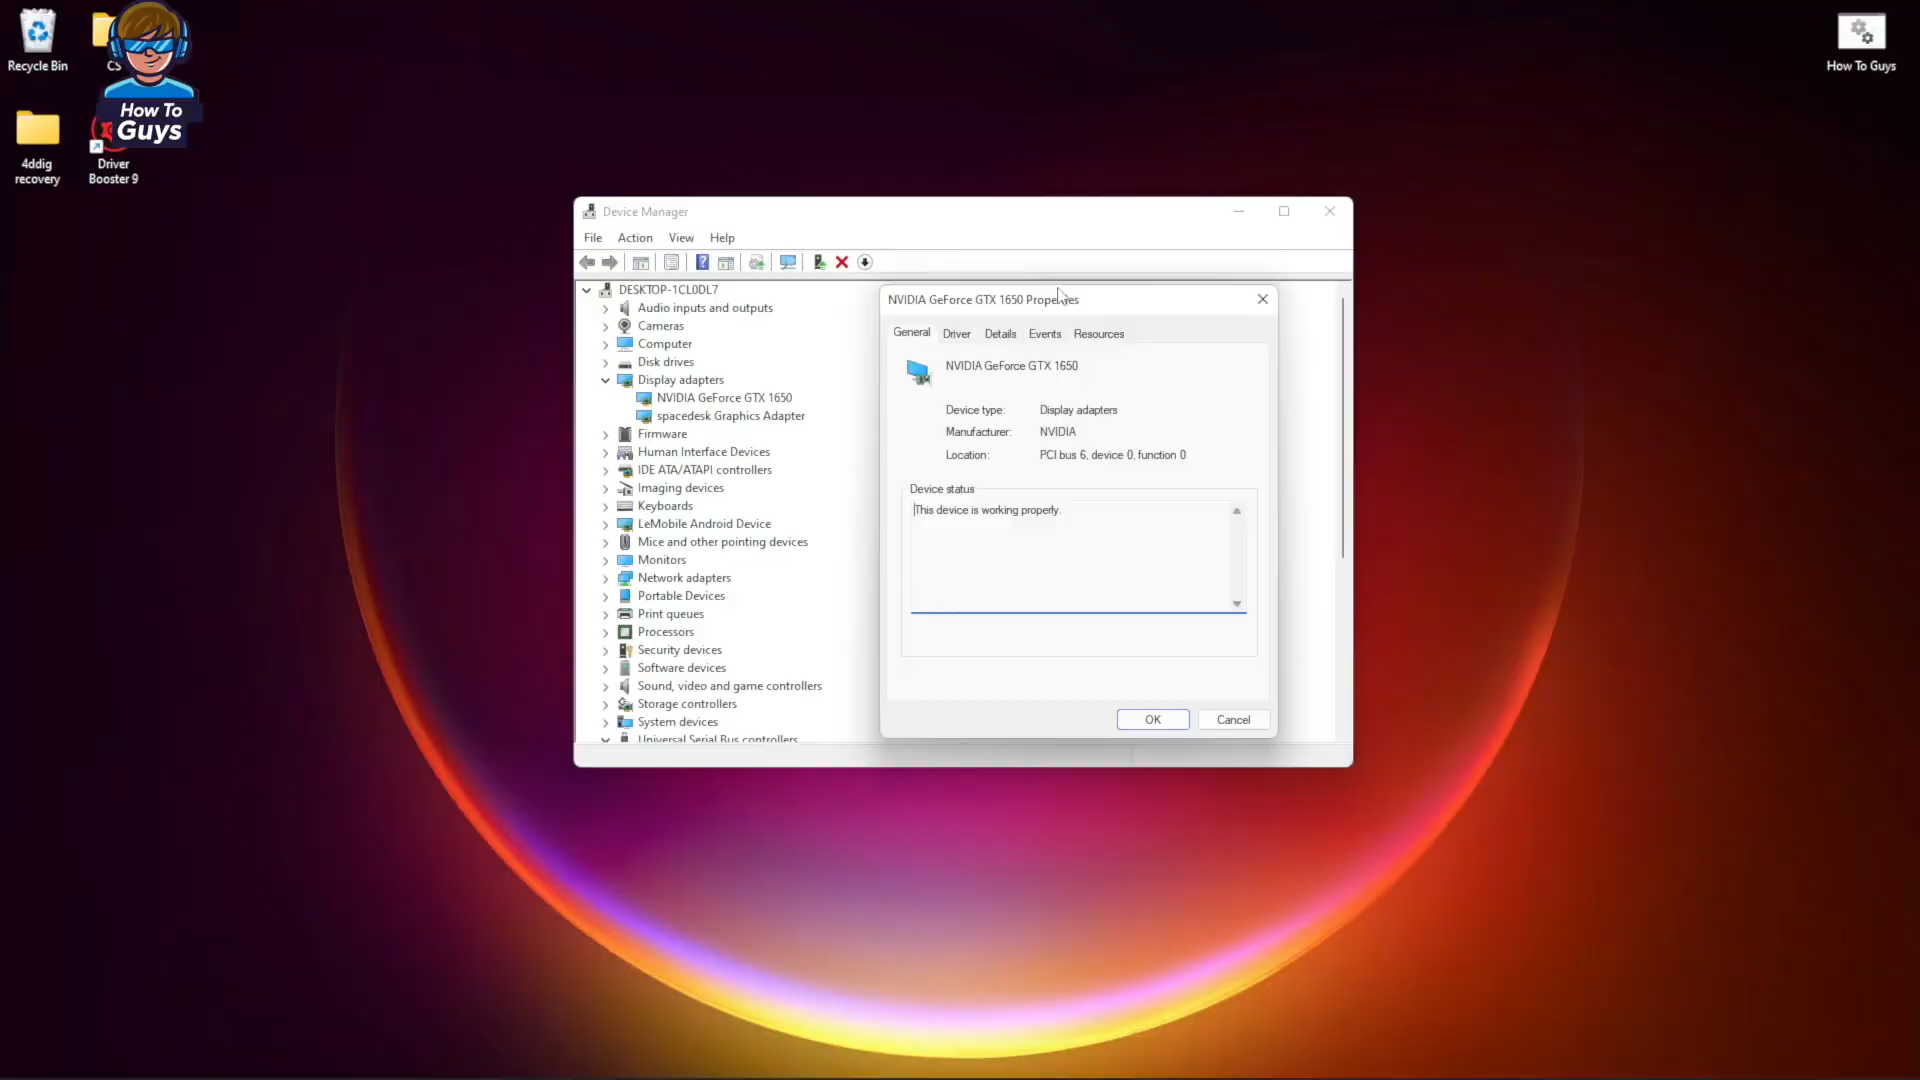 Recycle Bin
CS
How To
Guys
4ddig
recovery
Driver
Booster 9
How To Guys
Device Manager
File Action View Help
DESKTOP-1CL0DL7
Audio inputs and outputs
Cameras
Computer
Disk drives
Display adapters
NVIDIA GeForce GTX 1650
spacedesk Graphics Adapter
Firmware
Human Interface Devices
IDE ATA/ATAPI controllers
Imaging devices
Keyboards
LeMobile Android Device
Mice and other pointing devices
Monitors
Network adapters
Portable Devices
Print queues
Processors
Security devices
Software devices
Sound, video and game controllers
Storage controllers
System devices
Universal Serial Bus controllers
NVIDIA GeForce GTX 1650 Properties
General Driver Details Events Resources
NVIDIA GeForce GTX 1650
Device type: Display adapters
Manufacturer: NVIDIA
Location: PCI bus 6, device 0, function 0
Device status
This device is working properly.
OK Cancel